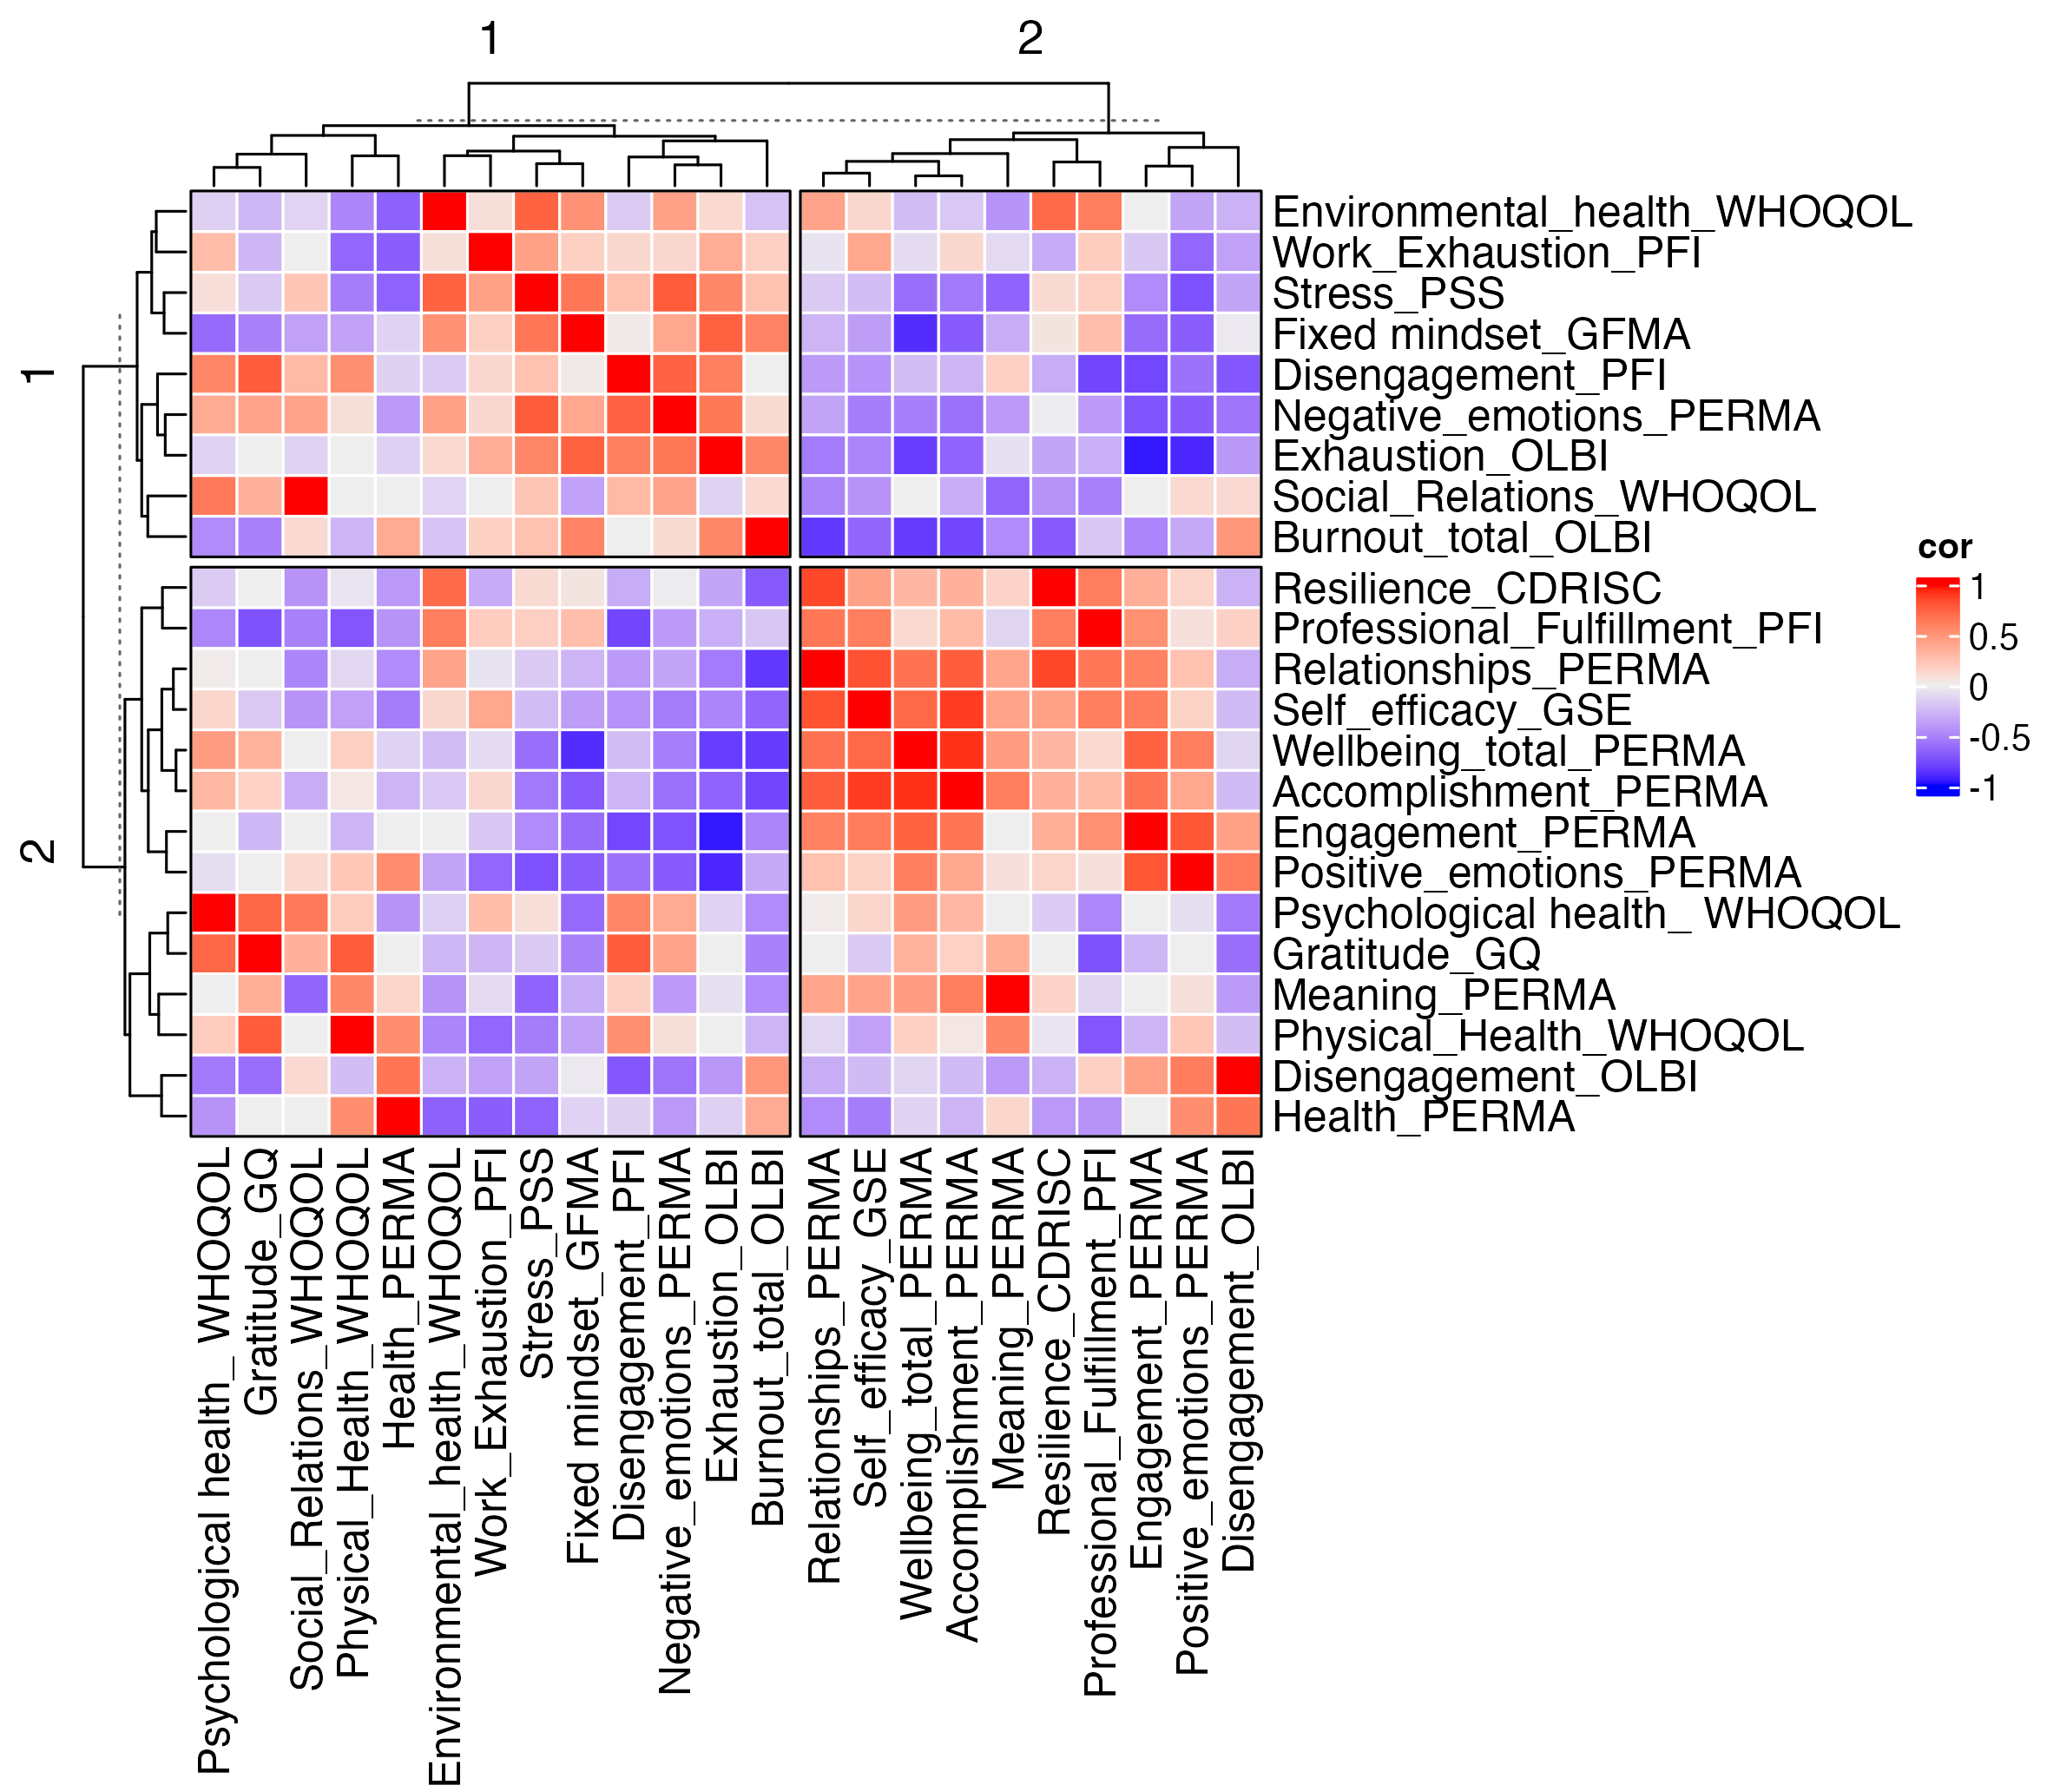 1
2
1
2
Environmental_health_WHOQOL
Work_Exhaustion_PFI
Stress_PSS
Fixed mindset_GFMA
Disengagement_PFI
Negative_emotions_PERMA
Exhaustion_OLBI
Social_Relations_WHOQOL
Burnout_total_OLBI
Resilience_CDRISC
Professional_Fulfillment_PFI
Relationships_PERMA
Self_efficacy_GSE
Wellbeing_total_PERMA
Accomplishment_PERMA
Engagement_PERMA
Positive_emotions_PERMA
Psychological health_ WHOQOL
Gratitude_GQ
Meaning_PERMA
Physical_Health_WHOQOL
Disengagement_OLBI
Health_PERMA
cor
1
0.5
0
-0.5
-1
Psychological health_ WHOQOL
Gratitude_GQ
Social_Relations_WHOQOL
Physical_Health_WHOQOL
Health_PERMA
Environmental_health_WHOQOL
Work_Exhaustion_PFI
Stress_PSS
Fixed mindset_GFMA
Disengagement_PFI
Negative_emotions_PERMA
Exhaustion_OLBI
Burnout_total_OLBI
Relationships_PERMA
Self_efficacy_GSE
Wellbeing_total_PERMA
Accomplishment_PERMA
Meaning_PERMA
Resilience_CDRISC
Professional_Fulfillment_PFI
Engagement_PERMA
Positive_emotions_PERMA
Disengagement_OLBI